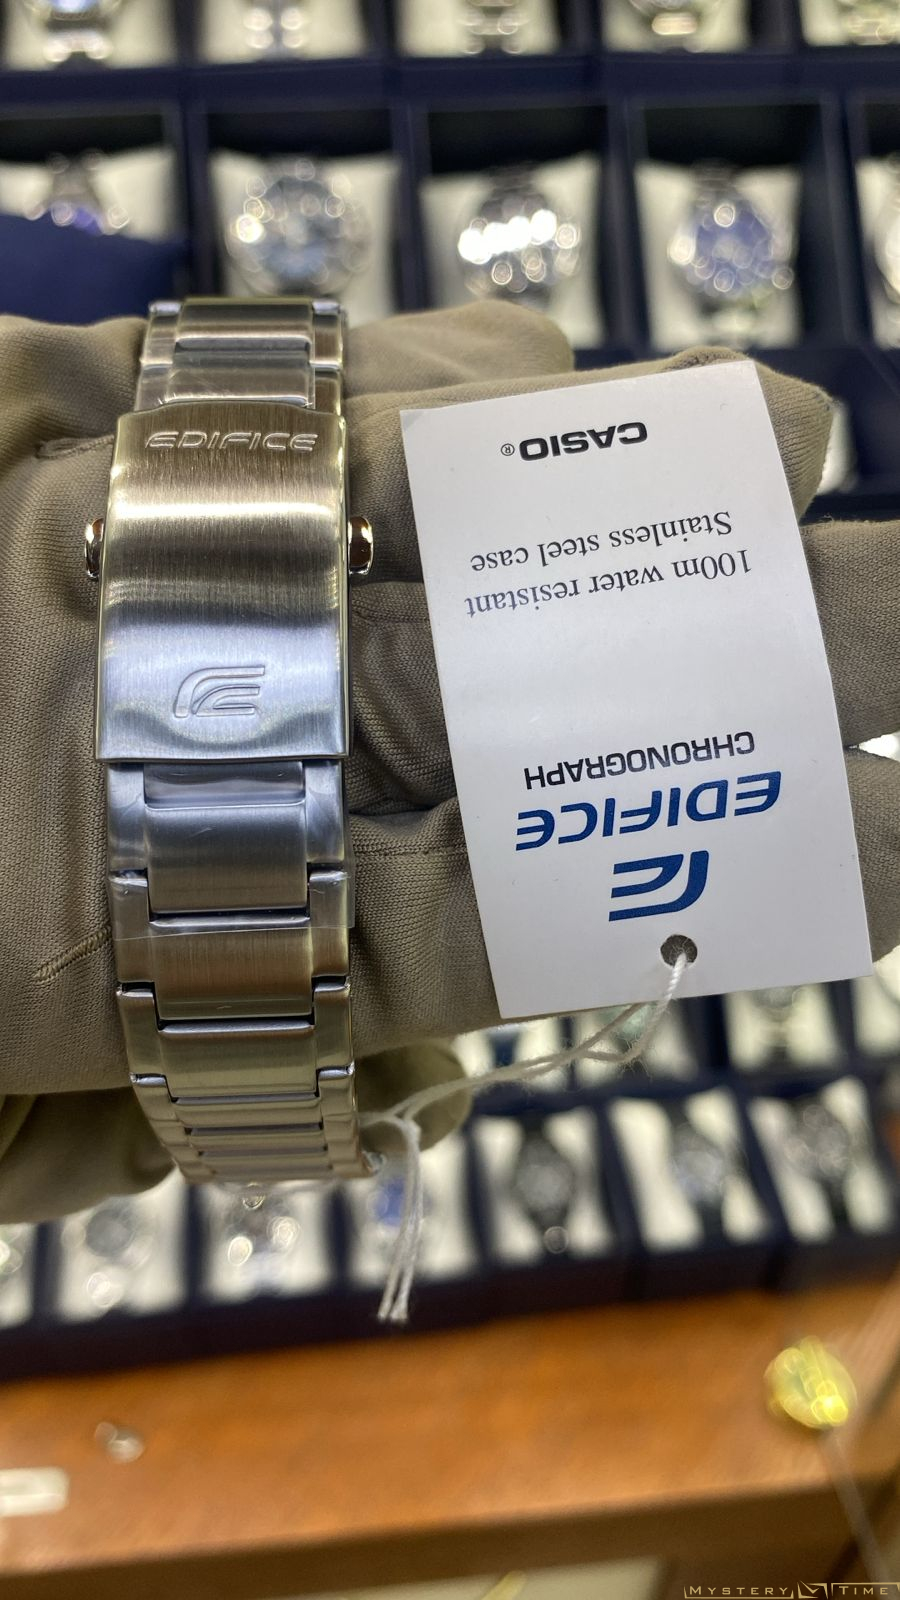 EDIFICE
CASIO®
Stainless steel case
100m water resistant
CHRONOGRAPH
EDIFICE
MYSTERY TIME